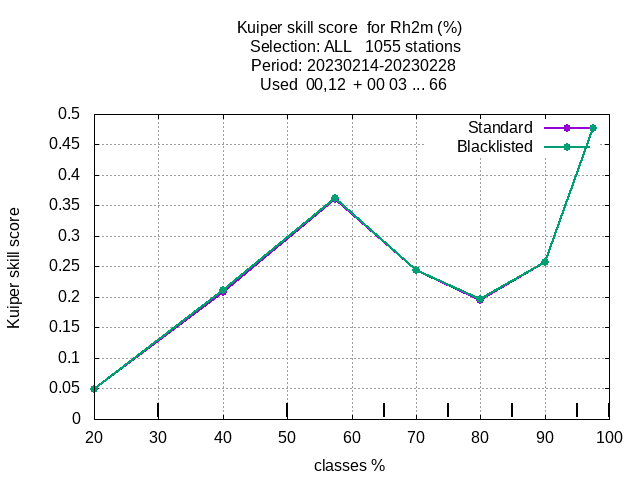 Kuiper skill score  for Rh2m (%)
Selection: ALL   1055 stations
Period: 20230214-20230228
Used  00,12  + 00 03 ... 66
Standard
Blacklisted
Kuiper skill score
0.5
0.45
0.4
0.35
0.3
0.25
0.2
0.15
0.1
0.05
0
20 30 40 50 60 70 80 90 100
classes %